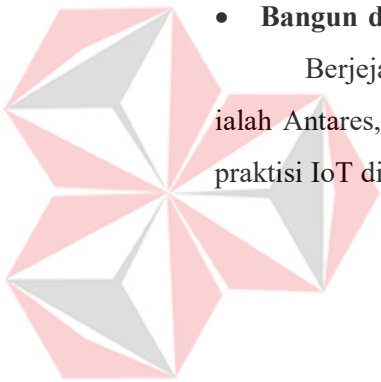 • Bangun d
Berjeja
ialah Antares,
praktisi IoT di